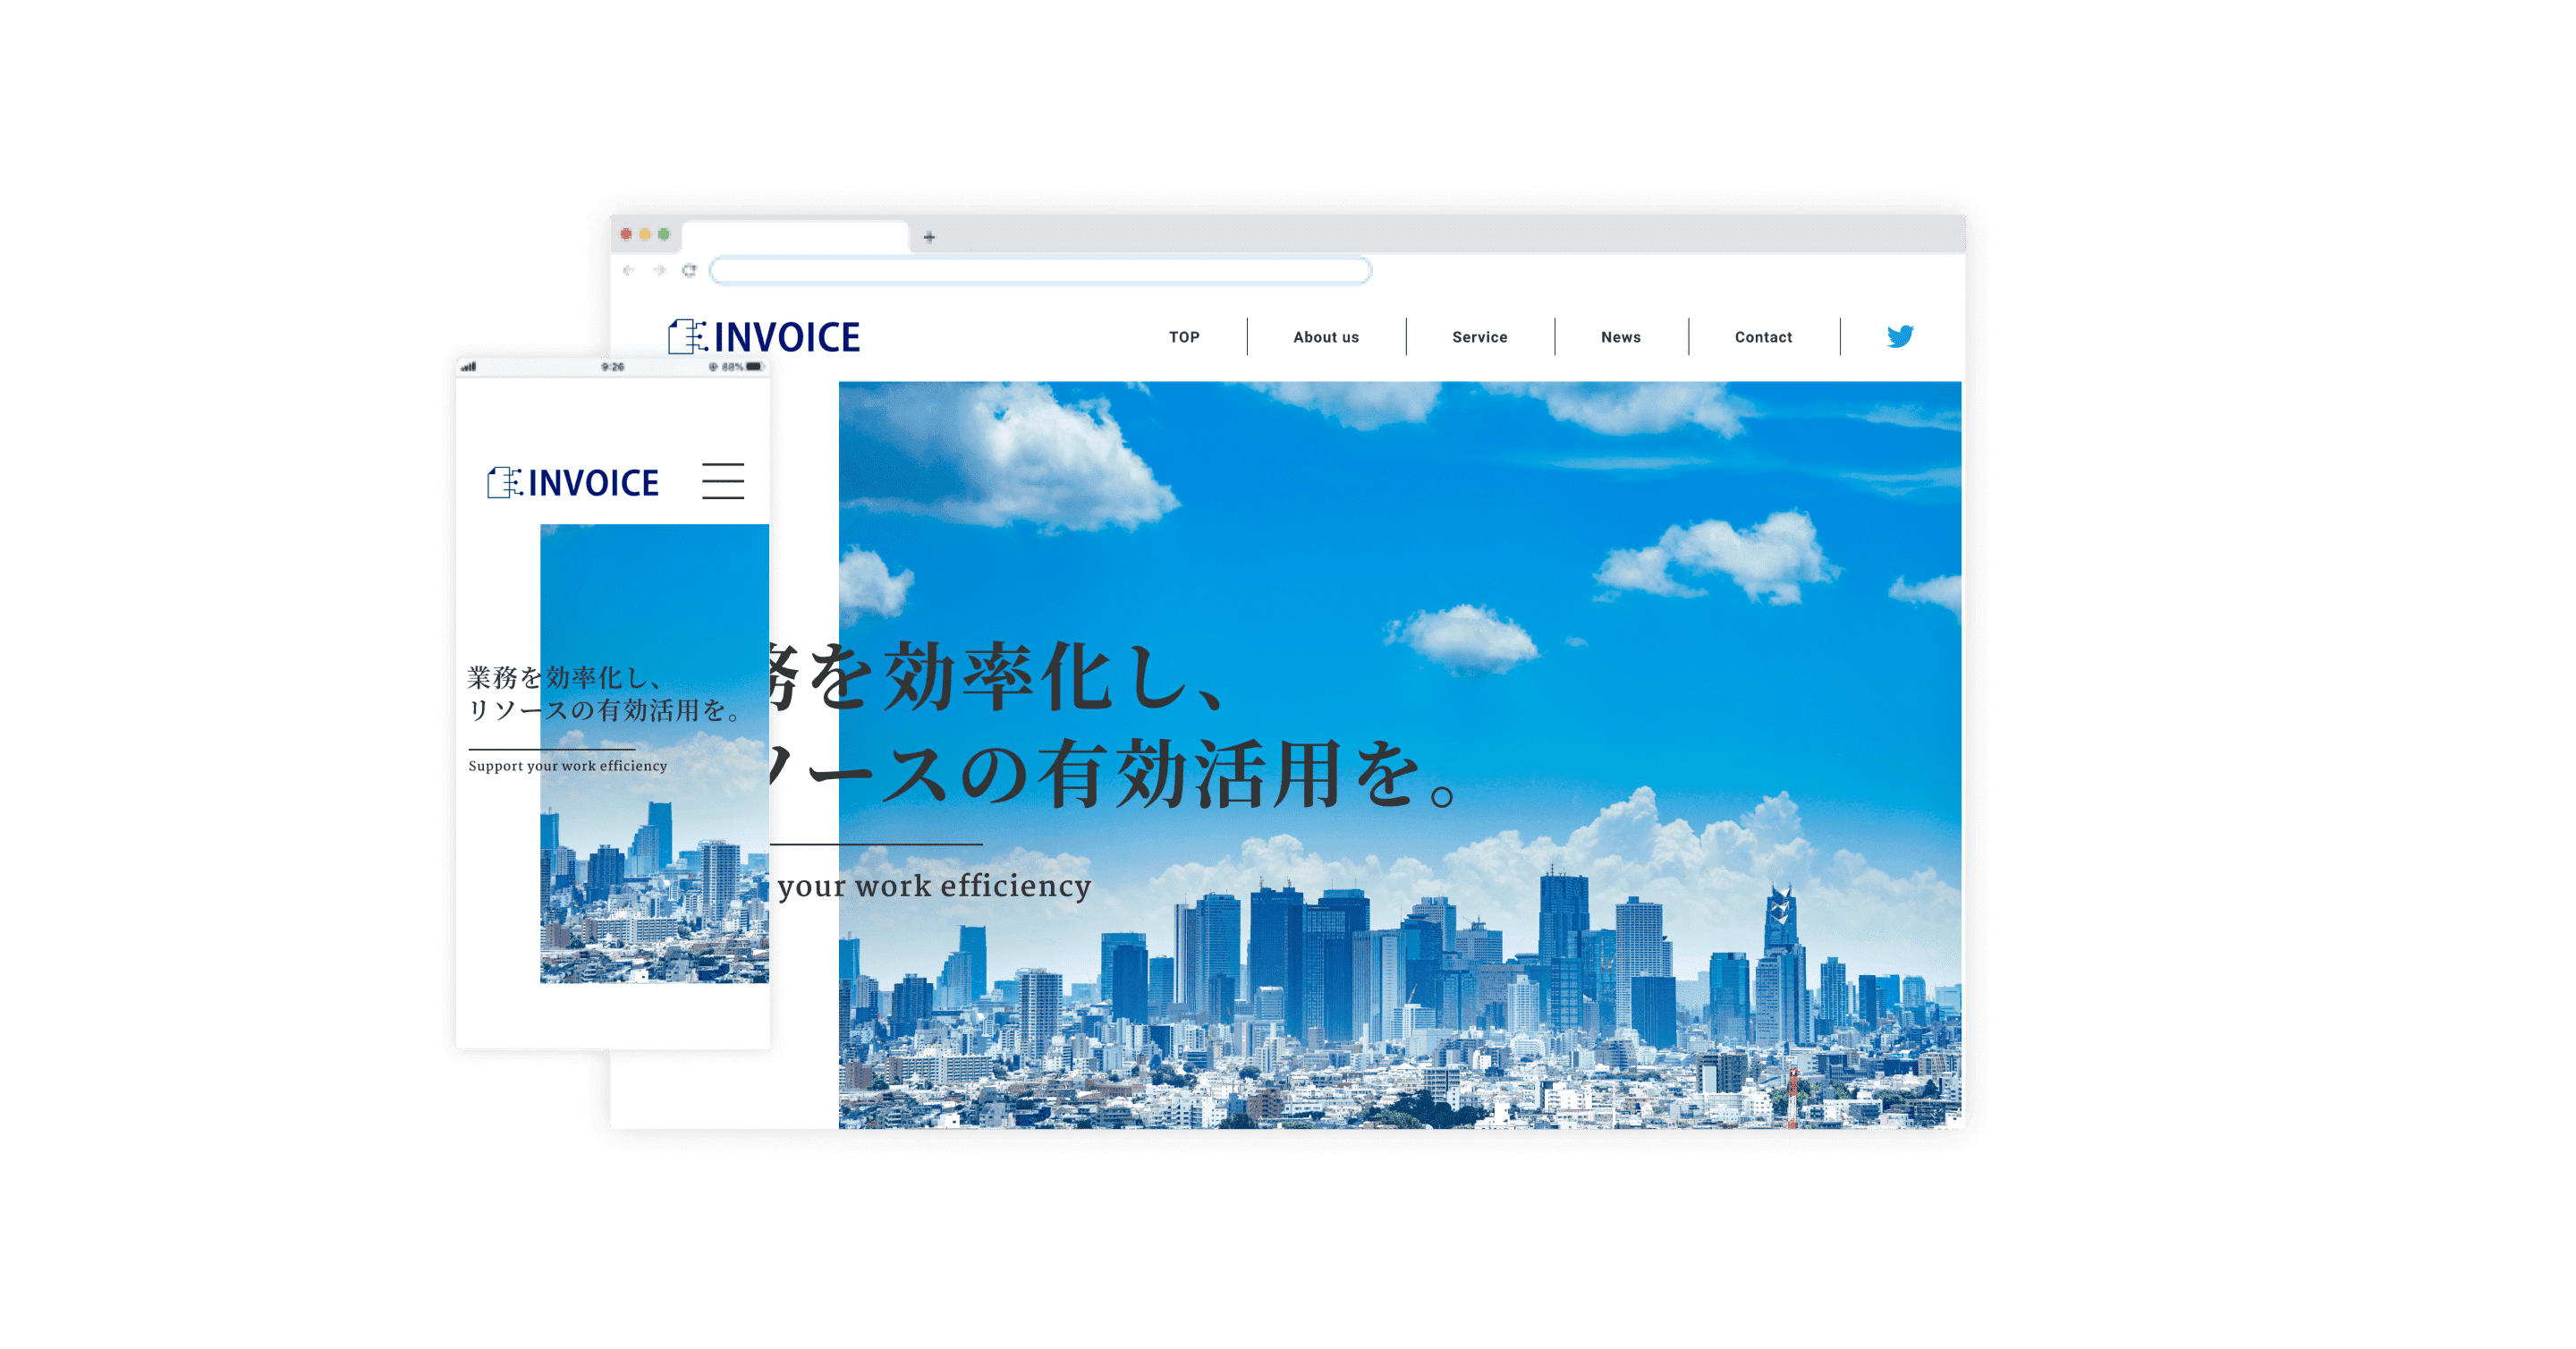 INVOICE
TOP
About us
Service
News
Contact
9:26
88%
INVOICE
業務を効率化し、
リソースの有効活用を。
Support your work efficiency
務を効率化し、
ソースの有効活用を。
your work efficiency